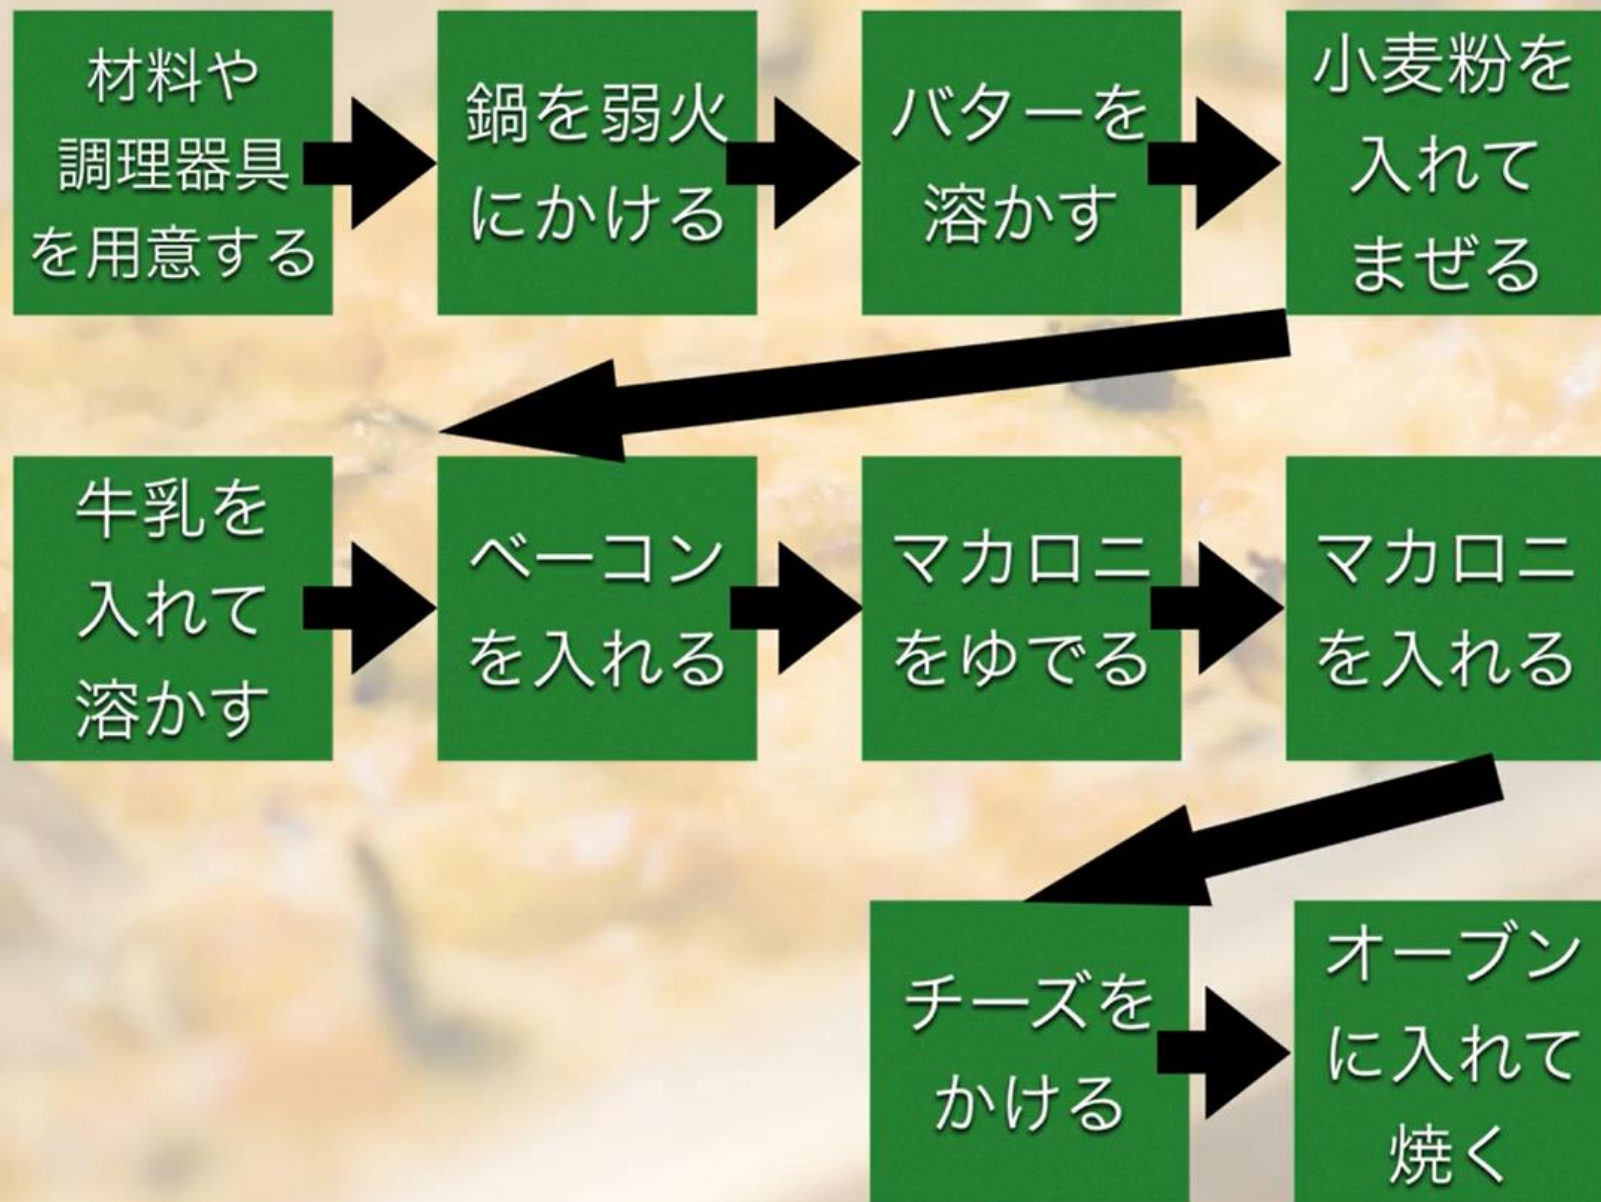 材料や
調理器具
を用意する
鍋を弱火
にかける
バターを
溶かす
小麦粉を
入れて
まぜる
牛乳を
入れて
溶かす
ベーコン
を入れる
マカロニ
をゆでる
マカロニ
を入れる
チーズを
かける
オーブン
に入れて
焼く